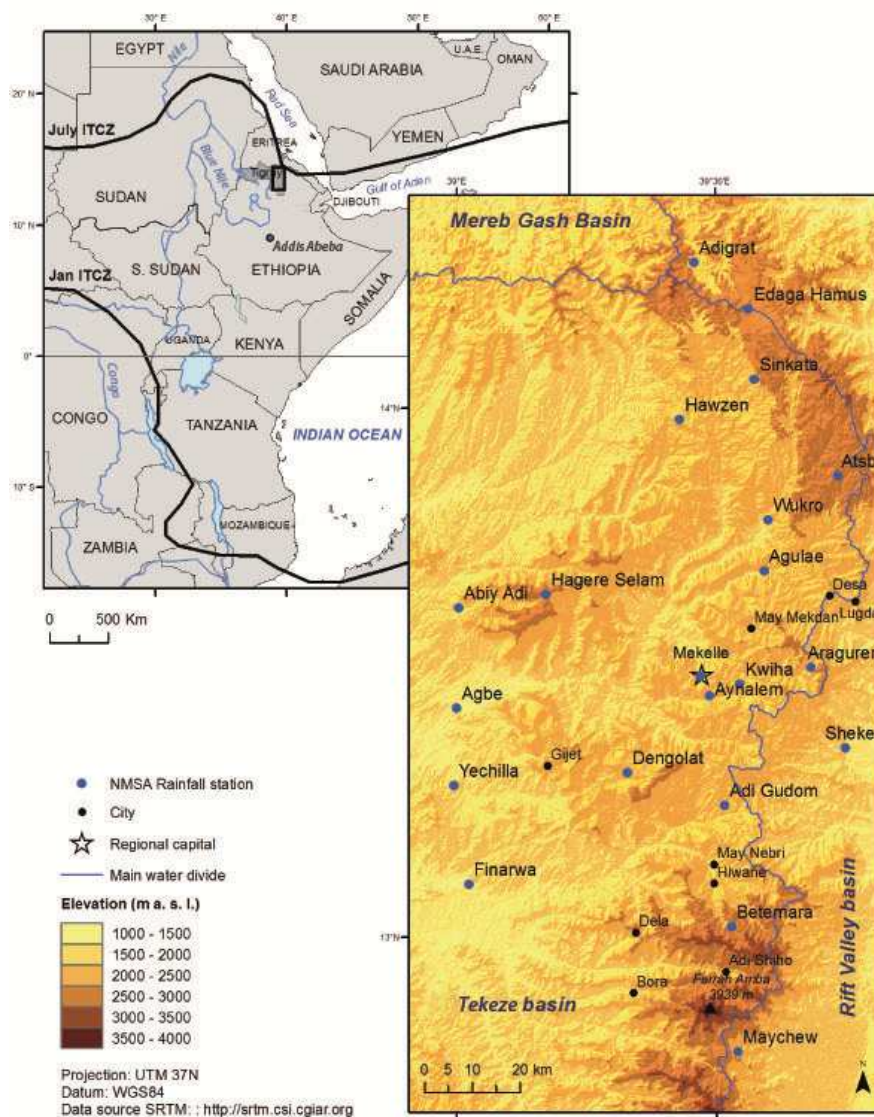 30° E
40° E
50° E
60° E
EGYPT
Nile
U.A.E.
OMAN
SAUDI ARABIA
20° N
Red Sea
July ITCZ
YEMEN
ERITREA
Tigray
Blue Nile
SUDAN
Gulf of Aden
DJIBOUTI
10° N
Addis Abeba
S. SUDAN
ETHIOPIA
Jan ITCZ
SOMALIA
UGANDA
KENYA
0°
Congo
CONGO
TANZANIA
INDIAN OCEAN
10° S
MOZAMBIQUE
ZAMBIA
0 500 Km
39° E
39°30' E
Mereb Gash Basin
Adigrat
Edaga Hamus
Sinkata
14°N
Hawzen
Atsb
Wukro
Agulae
Abiy Adi
Hagere Selam
Desa
Lugda
May Mekdan
Mekelle
Araguren
Kwiha
Aynalem
Agbe
Sheke
Gijet
Dengolat
Yechilla
Adi Gudom
May Nebri
Hiwane
Finarwa
Betemara
Dela
13°N
Adi Shiho
Ferrah Amba
3939 m
Bora
Tekeze basin
Rift Valley basin
Maychew
0 10 20 km
N
NMSA Rainfall station
City
Regional capital
Main water divide
Elevation (m a. s. l.)
1000 - 1500
1500 - 2000
2000 - 2500
2500 - 3000
3000 - 3500
3500 - 4000
Projection: UTM 37N
Datum: WGS84
Data source SRTM: : http://srtm.csi.cgiar.org